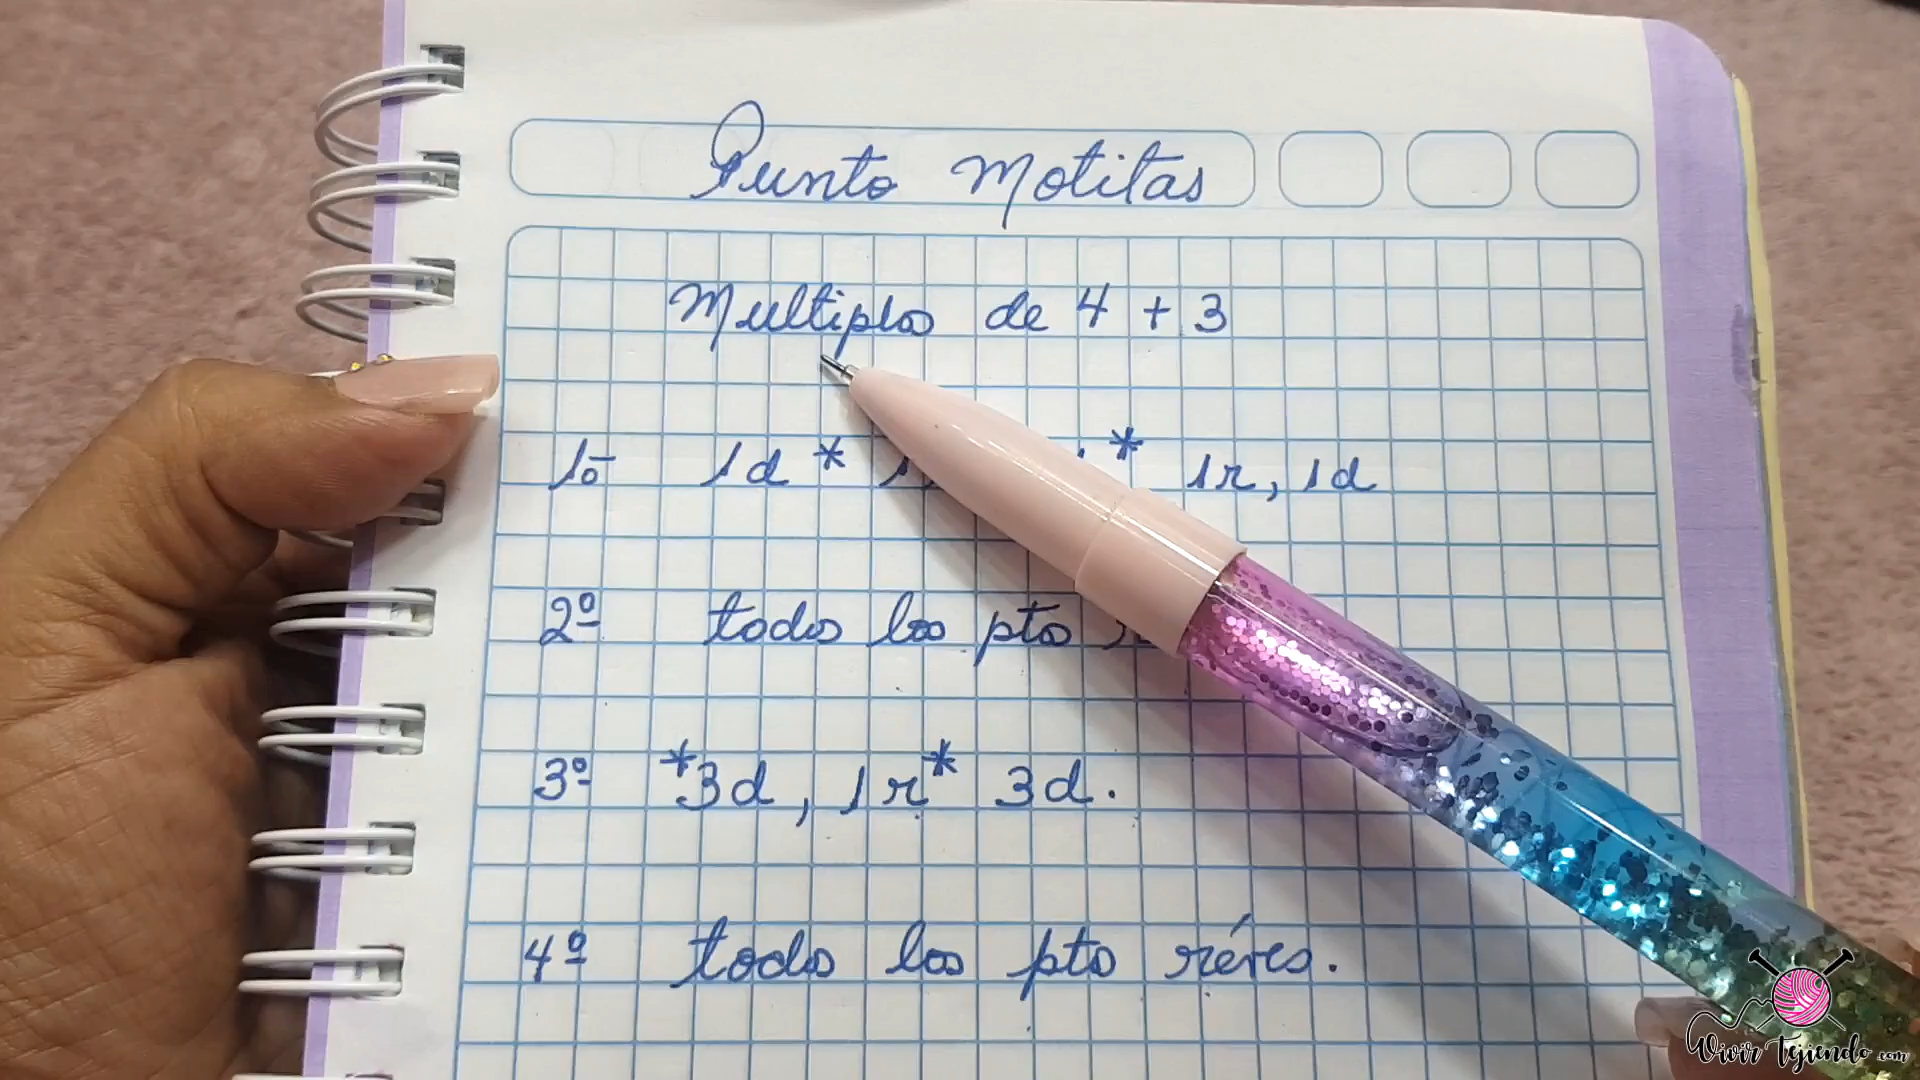 Punto Motitas
Multiplos de 4 + 3
1º 1d * * 1r, 1d
2º todos los pto
3º *3d, 1r* 3d.
4º todos los pto réves.
Vivir Tejiendo .com